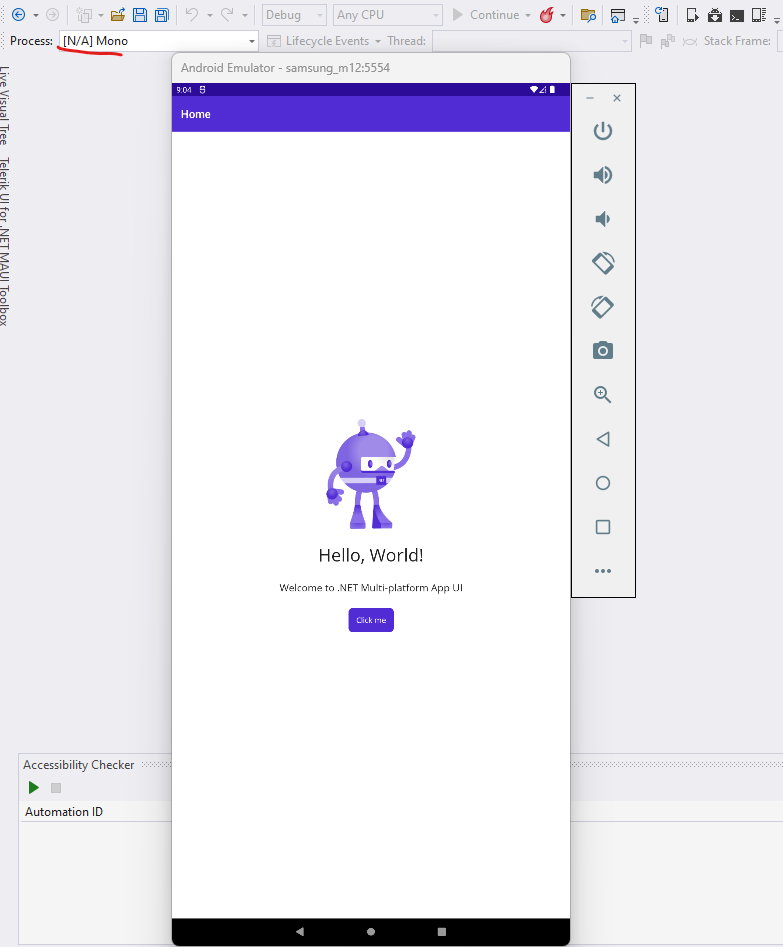 Debug
Any CPU
Continue
Process: [N/A] Mono
Lifecycle Events
Thread:
Stack Frame:
Live Visual Tree
Telerik UI for .NET MAUI Toolbox
Android Emulator - samsung_m12:5554
9:04
Home
Hello, World!
Welcome to .NET Multi-platform App UI
Click me
Accessibility Checker
Automation ID